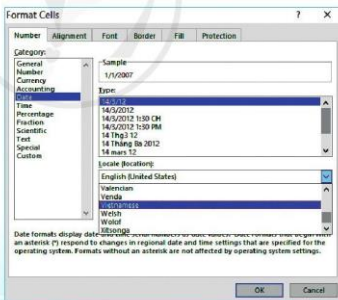 Format Cells ? X
Number Alignment Font Border Fill Protection
Category:
General
Number
Currency
Accounting
Date
Time
Percentage
Fraction
Scientific
Text
Special
Custom
Sample
1/1/2007
Type:
14/3/12
14/3/2012
14/3/2012 1:30 CH
14/3/2012 1:30 PM
14 Thg3 12
14 Tháng Ba 2012
14 mars 12
Locale (location):
English (United States)
Valencian
Venda
Vietnamese
Welsh
Wolof
Xitsonga
Date formats display date and time serial numbers as date values. Date formats that begin with
an asterisk (*) respond to changes in regional date and time settings that are specified for the
operating system. Formats without an asterisk are not affected by operating system settings.
OK Cancel